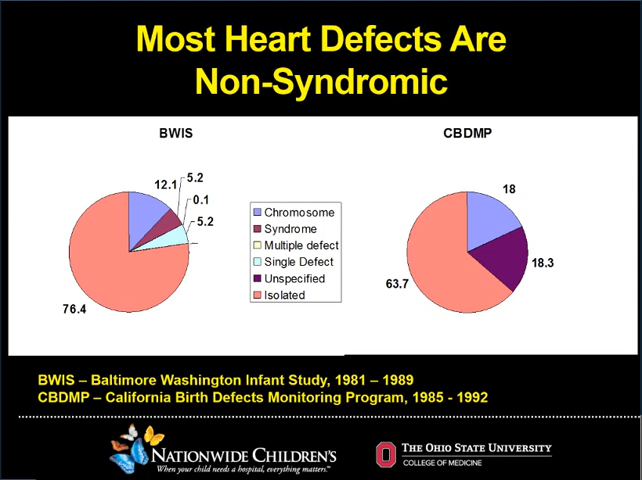 Most Heart Defects Are
Non-Syndromic
BWIS
CBDMP
12.1
5.2
0.1
5.2
76.4
Chromosome
Syndrome
Multiple defect
Single Defect
Unspecified
Isolated
18
18.3
63.7
BWIS – Baltimore Washington Infant Study, 1981 – 1989
CBDMP – California Birth Defects Monitoring Program, 1985 - 1992
NATIONWIDE CHILDREN'S
When your child needs a hospital, everything matters.™
THE OHIO STATE UNIVERSITY
COLLEGE OF MEDICINE